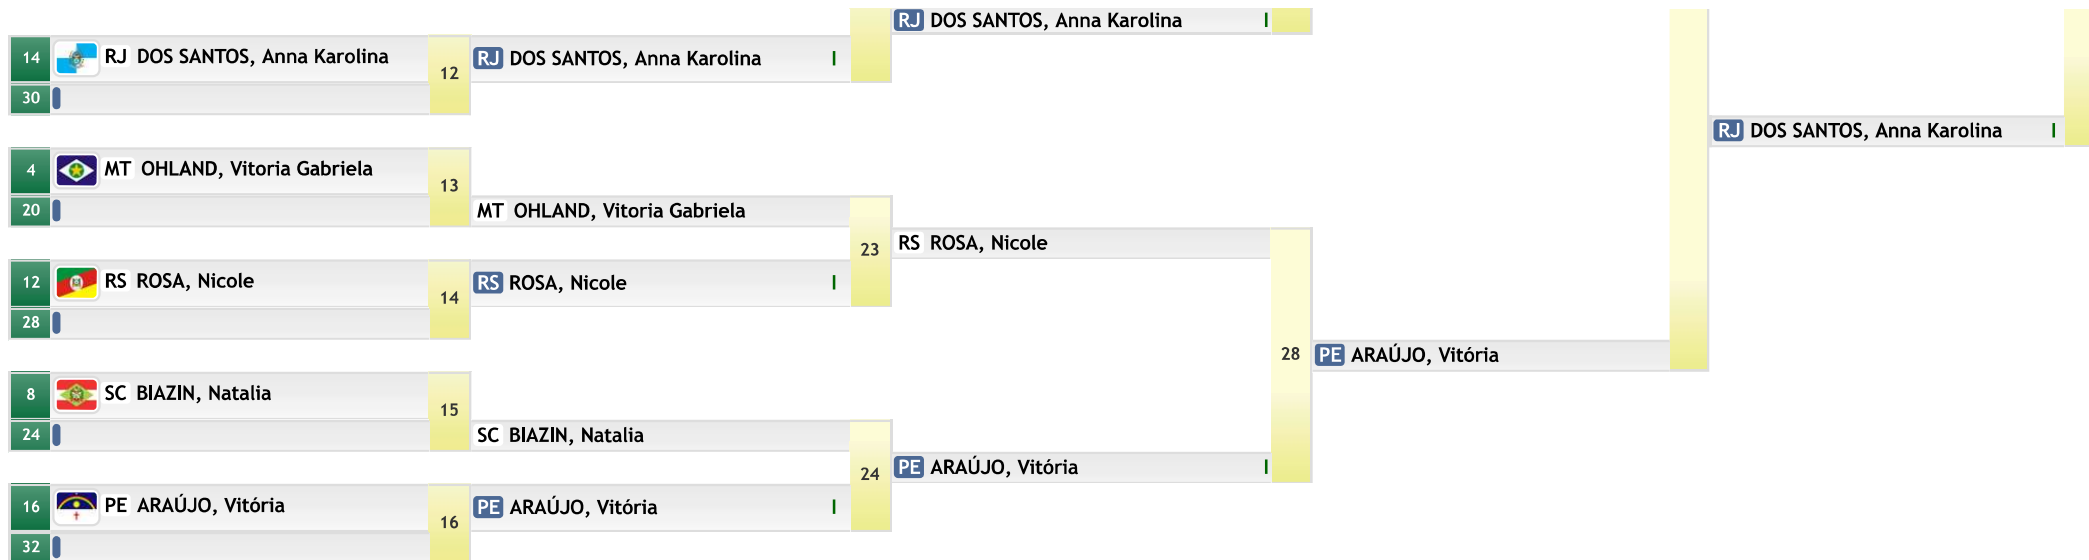 RJ DOS SANTOS, Anna Karolina I
14 RJ DOS SANTOS, Anna Karolina
12
RJ DOS SANTOS, Anna Karolina I
30
RJ DOS SANTOS, Anna Karolina I
4 MT OHLAND, Vitoria Gabriela
13
20
MT OHLAND, Vitoria Gabriela
23
RS ROSA, Nicole
12 RS ROSA, Nicole
14
RS ROSA, Nicole I
28
28
PE ARAÚJO, Vitória
8 SC BIAZIN, Natalia
15
24
SC BIAZIN, Natalia
24
PE ARAÚJO, Vitória I
16 PE ARAÚJO, Vitória
16
PE ARAÚJO, Vitória I
32